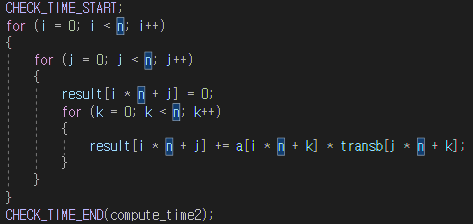 CHECK_TIME_START;
for (i = 0; i < n; i++)
{
for (j = 0; j < n; j++)
{
result[i * n + j] = 0;
for (k = 0; k < n; k++)
{
result[i * n + j] += a[i * n + k] * transb[j * n + k];
}
}
}
CHECK_TIME_END(compute_time2);